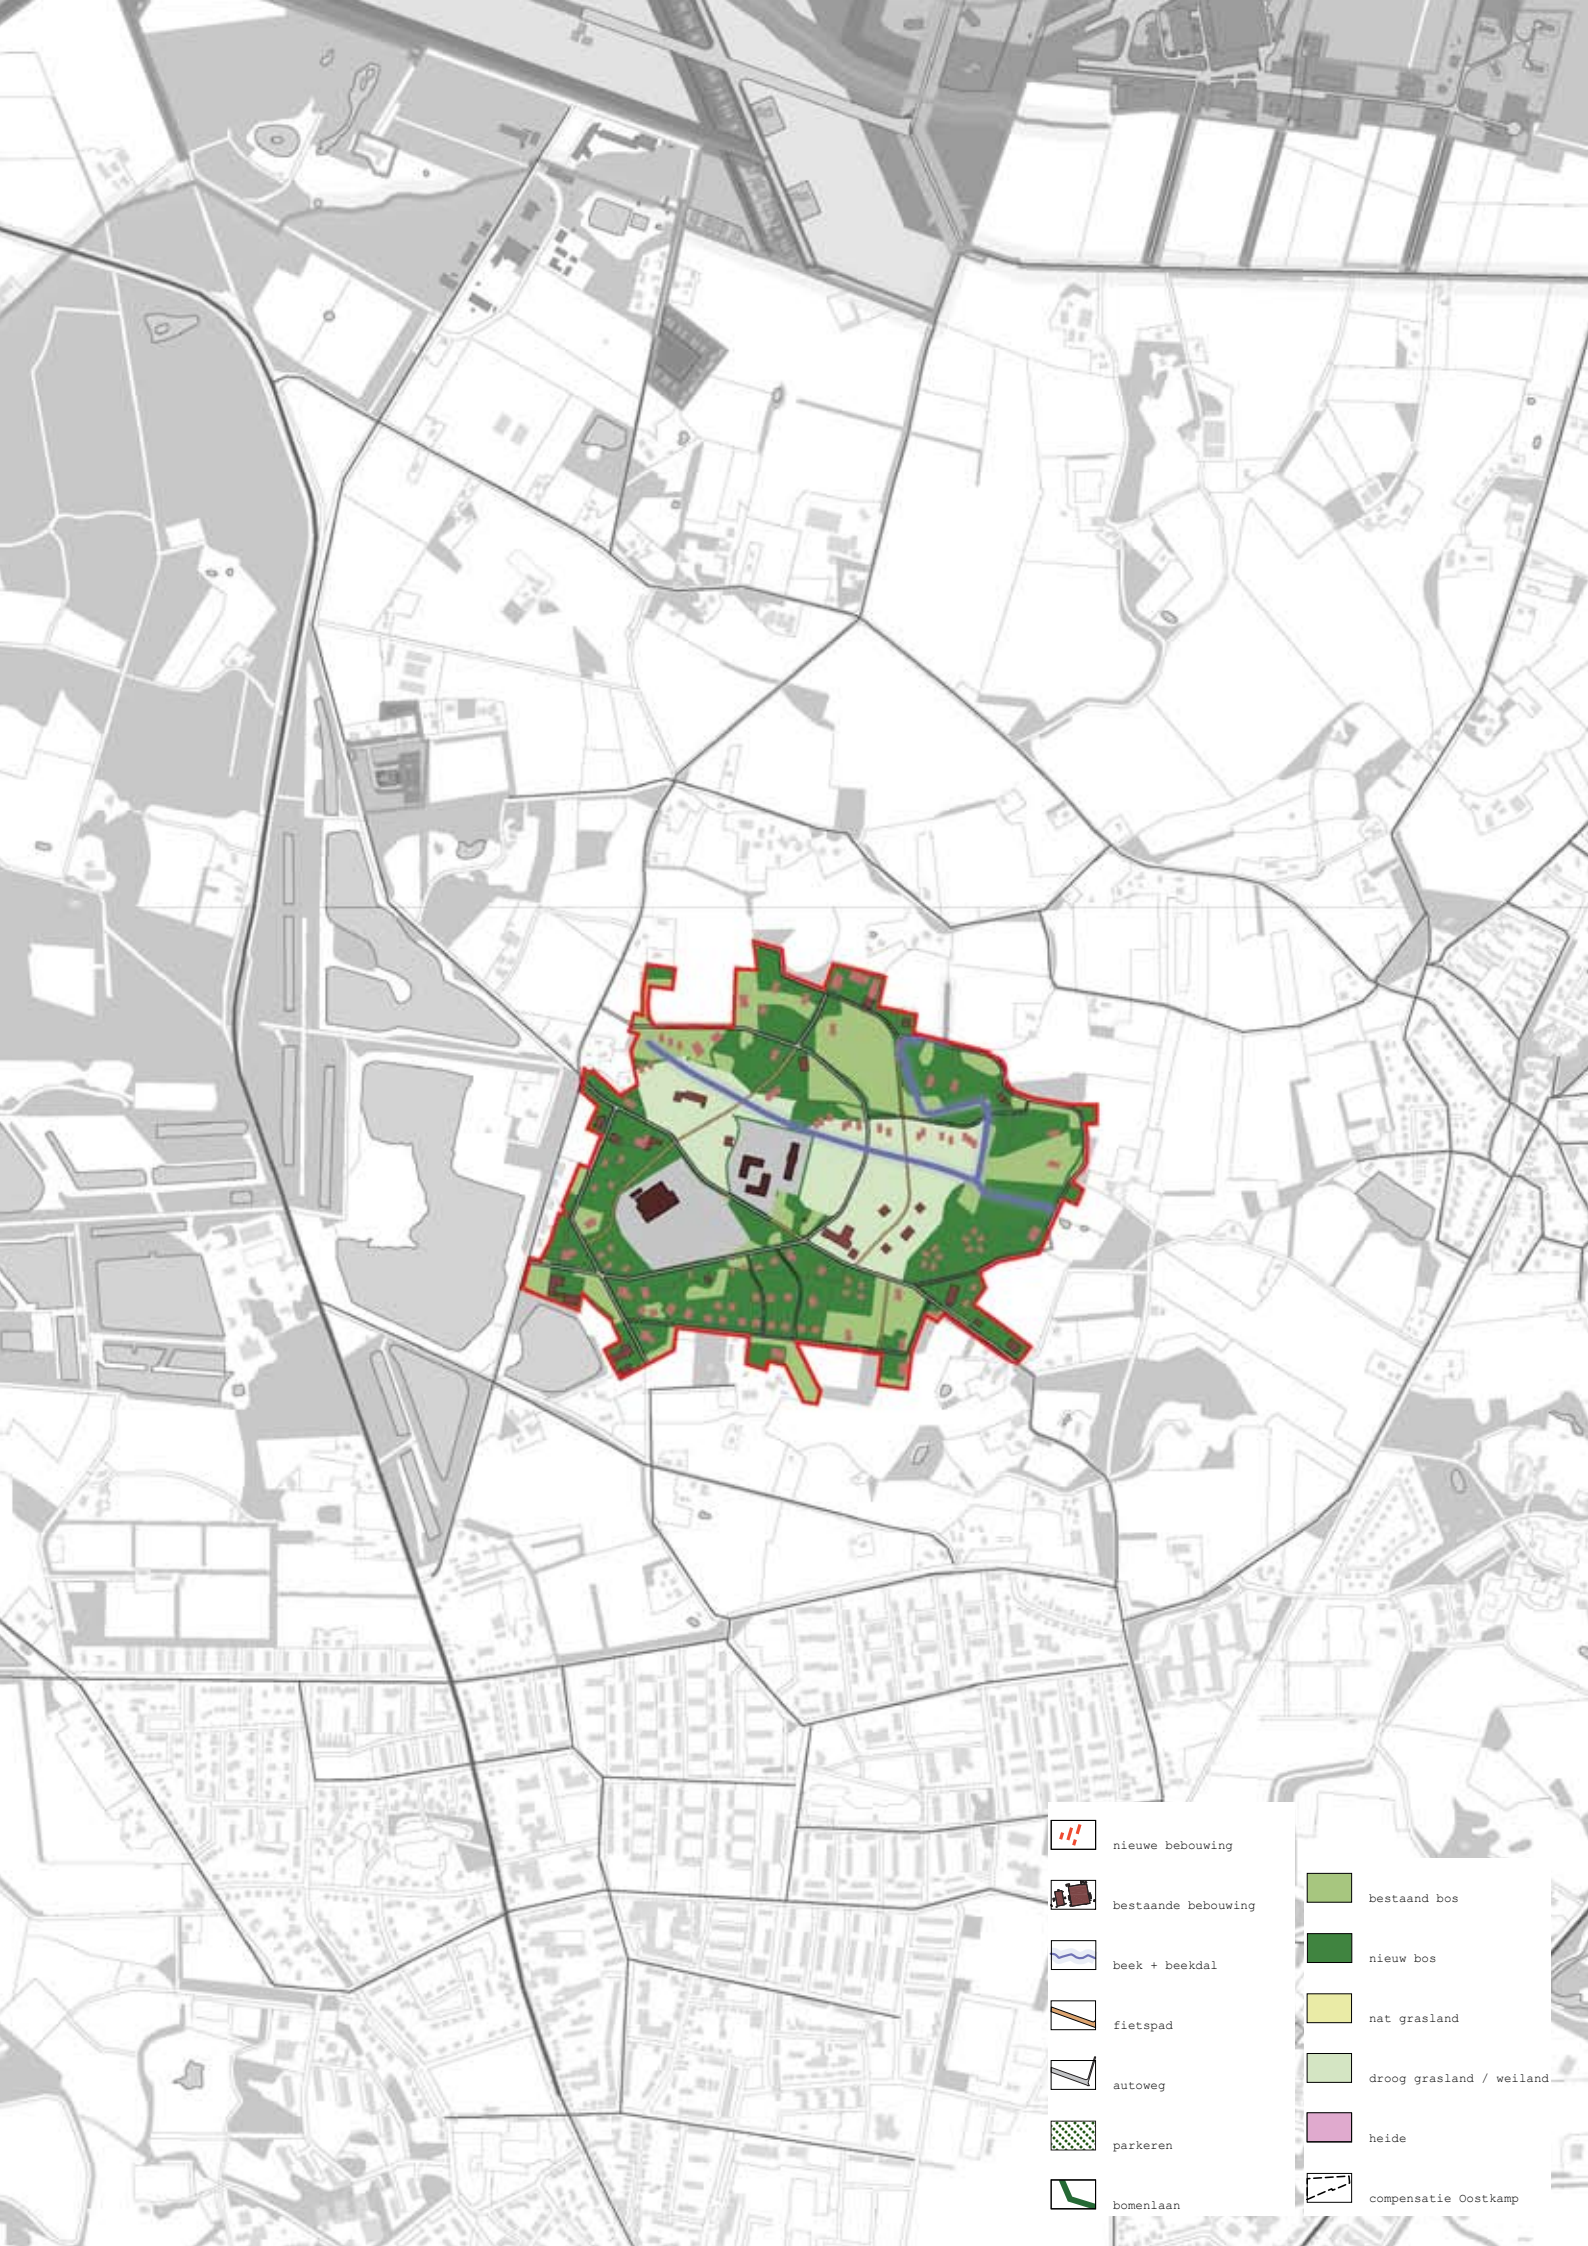 nieuwe bebouwing
bestaande bebouwing
beek + beekdal
fietspad
autoweg
parkeren
bomenlaan
bestaand bos
nieuw bos
nat grasland
droog grasland / weiland
heide
compensatie Oostkamp